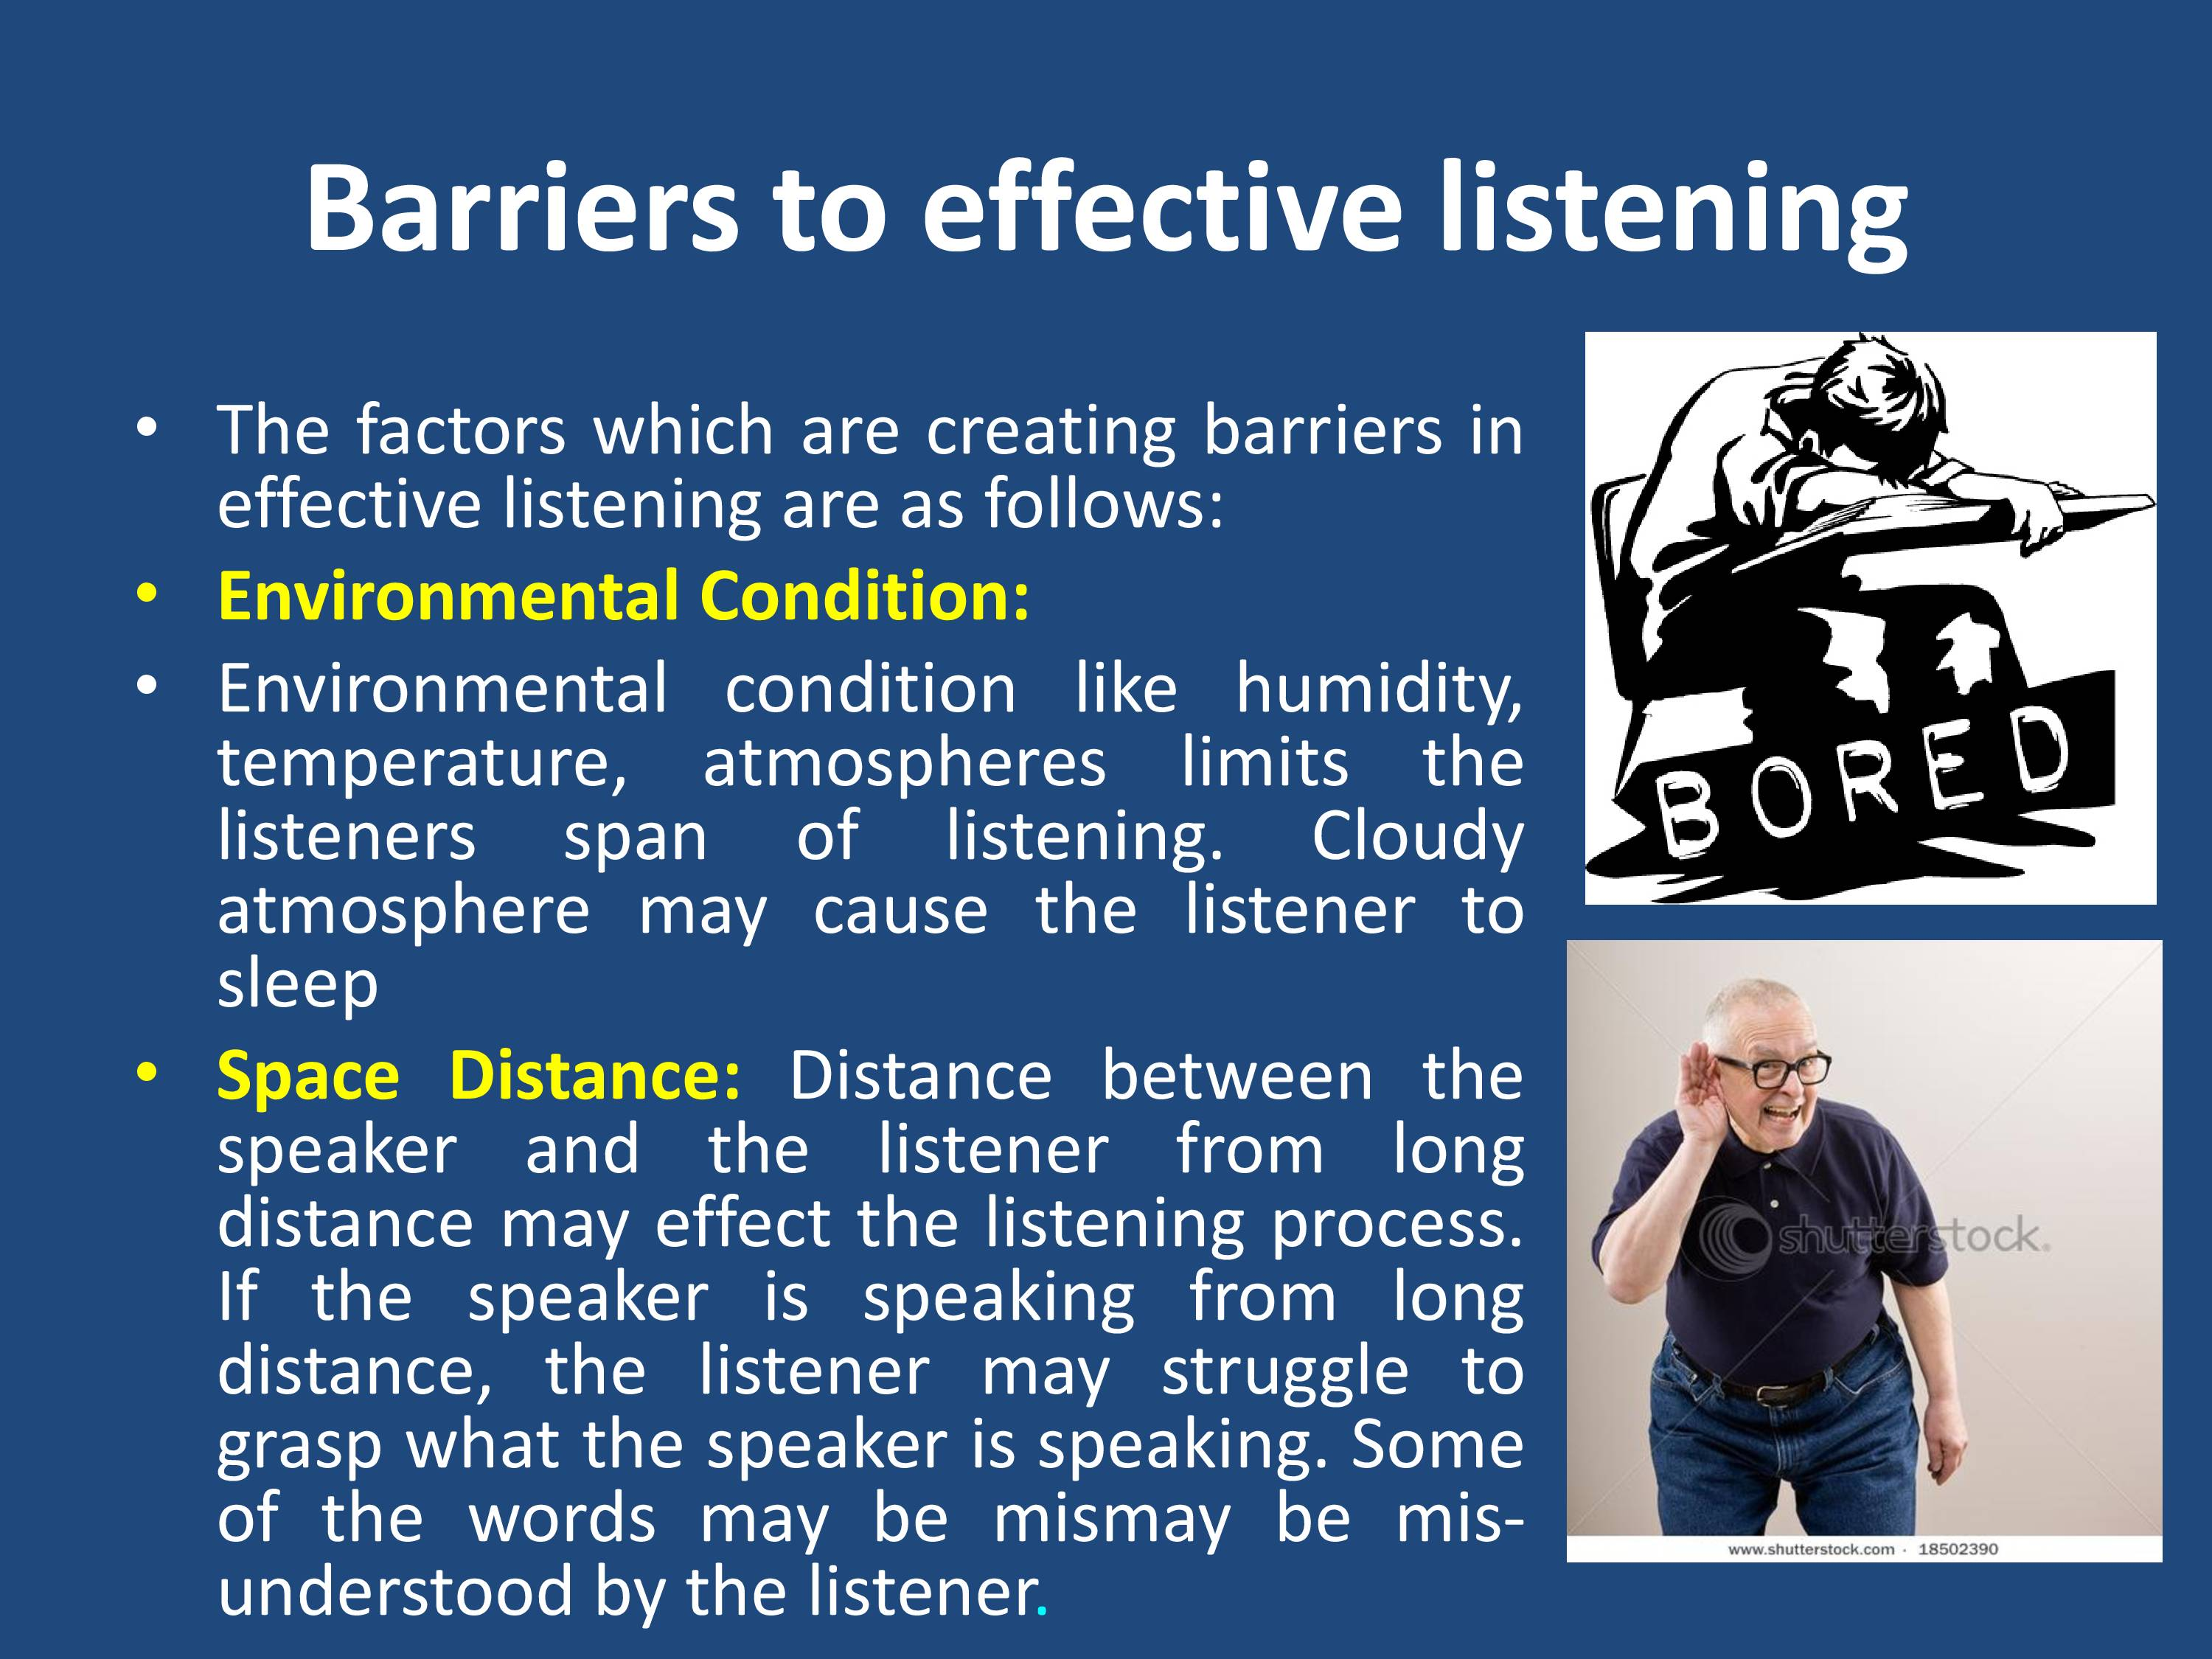 Barriers to effective listening
• The factors which are creating barriers in
effective listening are as follows:
• Environmental Condition:
• Environmental condition like humidity,
temperature, atmospheres limits the
listeners span of listening. Cloudy
atmosphere may cause the listener to
sleep
• Space Distance: Distance between the
speaker and the listener from long
distance may effect the listening process.
If the speaker is speaking from long
distance, the listener may struggle to
grasp what the speaker is speaking. Some
of the words may be mismay be mis-
understood by the listener.
BORED
shutterstock.
www.shutterstock.com · 18502390